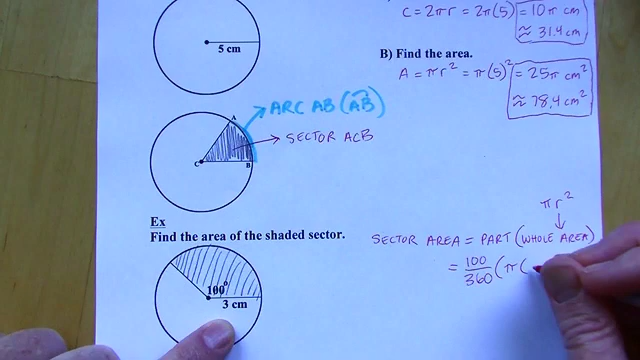 C = 2πr = 2π(5) = 10π cm
≈ 31.4 cm
5 cm
B) Find the area.
A = πr² = π(5)² = 25π cm²
≈ 78.4 cm²
ARC AB (AB)
A
SECTOR ACB
C
B
Ex
Find the area of the shaded sector.
πr²
SECTOR AREA = PART (WHOLE AREA)
= 100/360 (π(
100°
3 cm